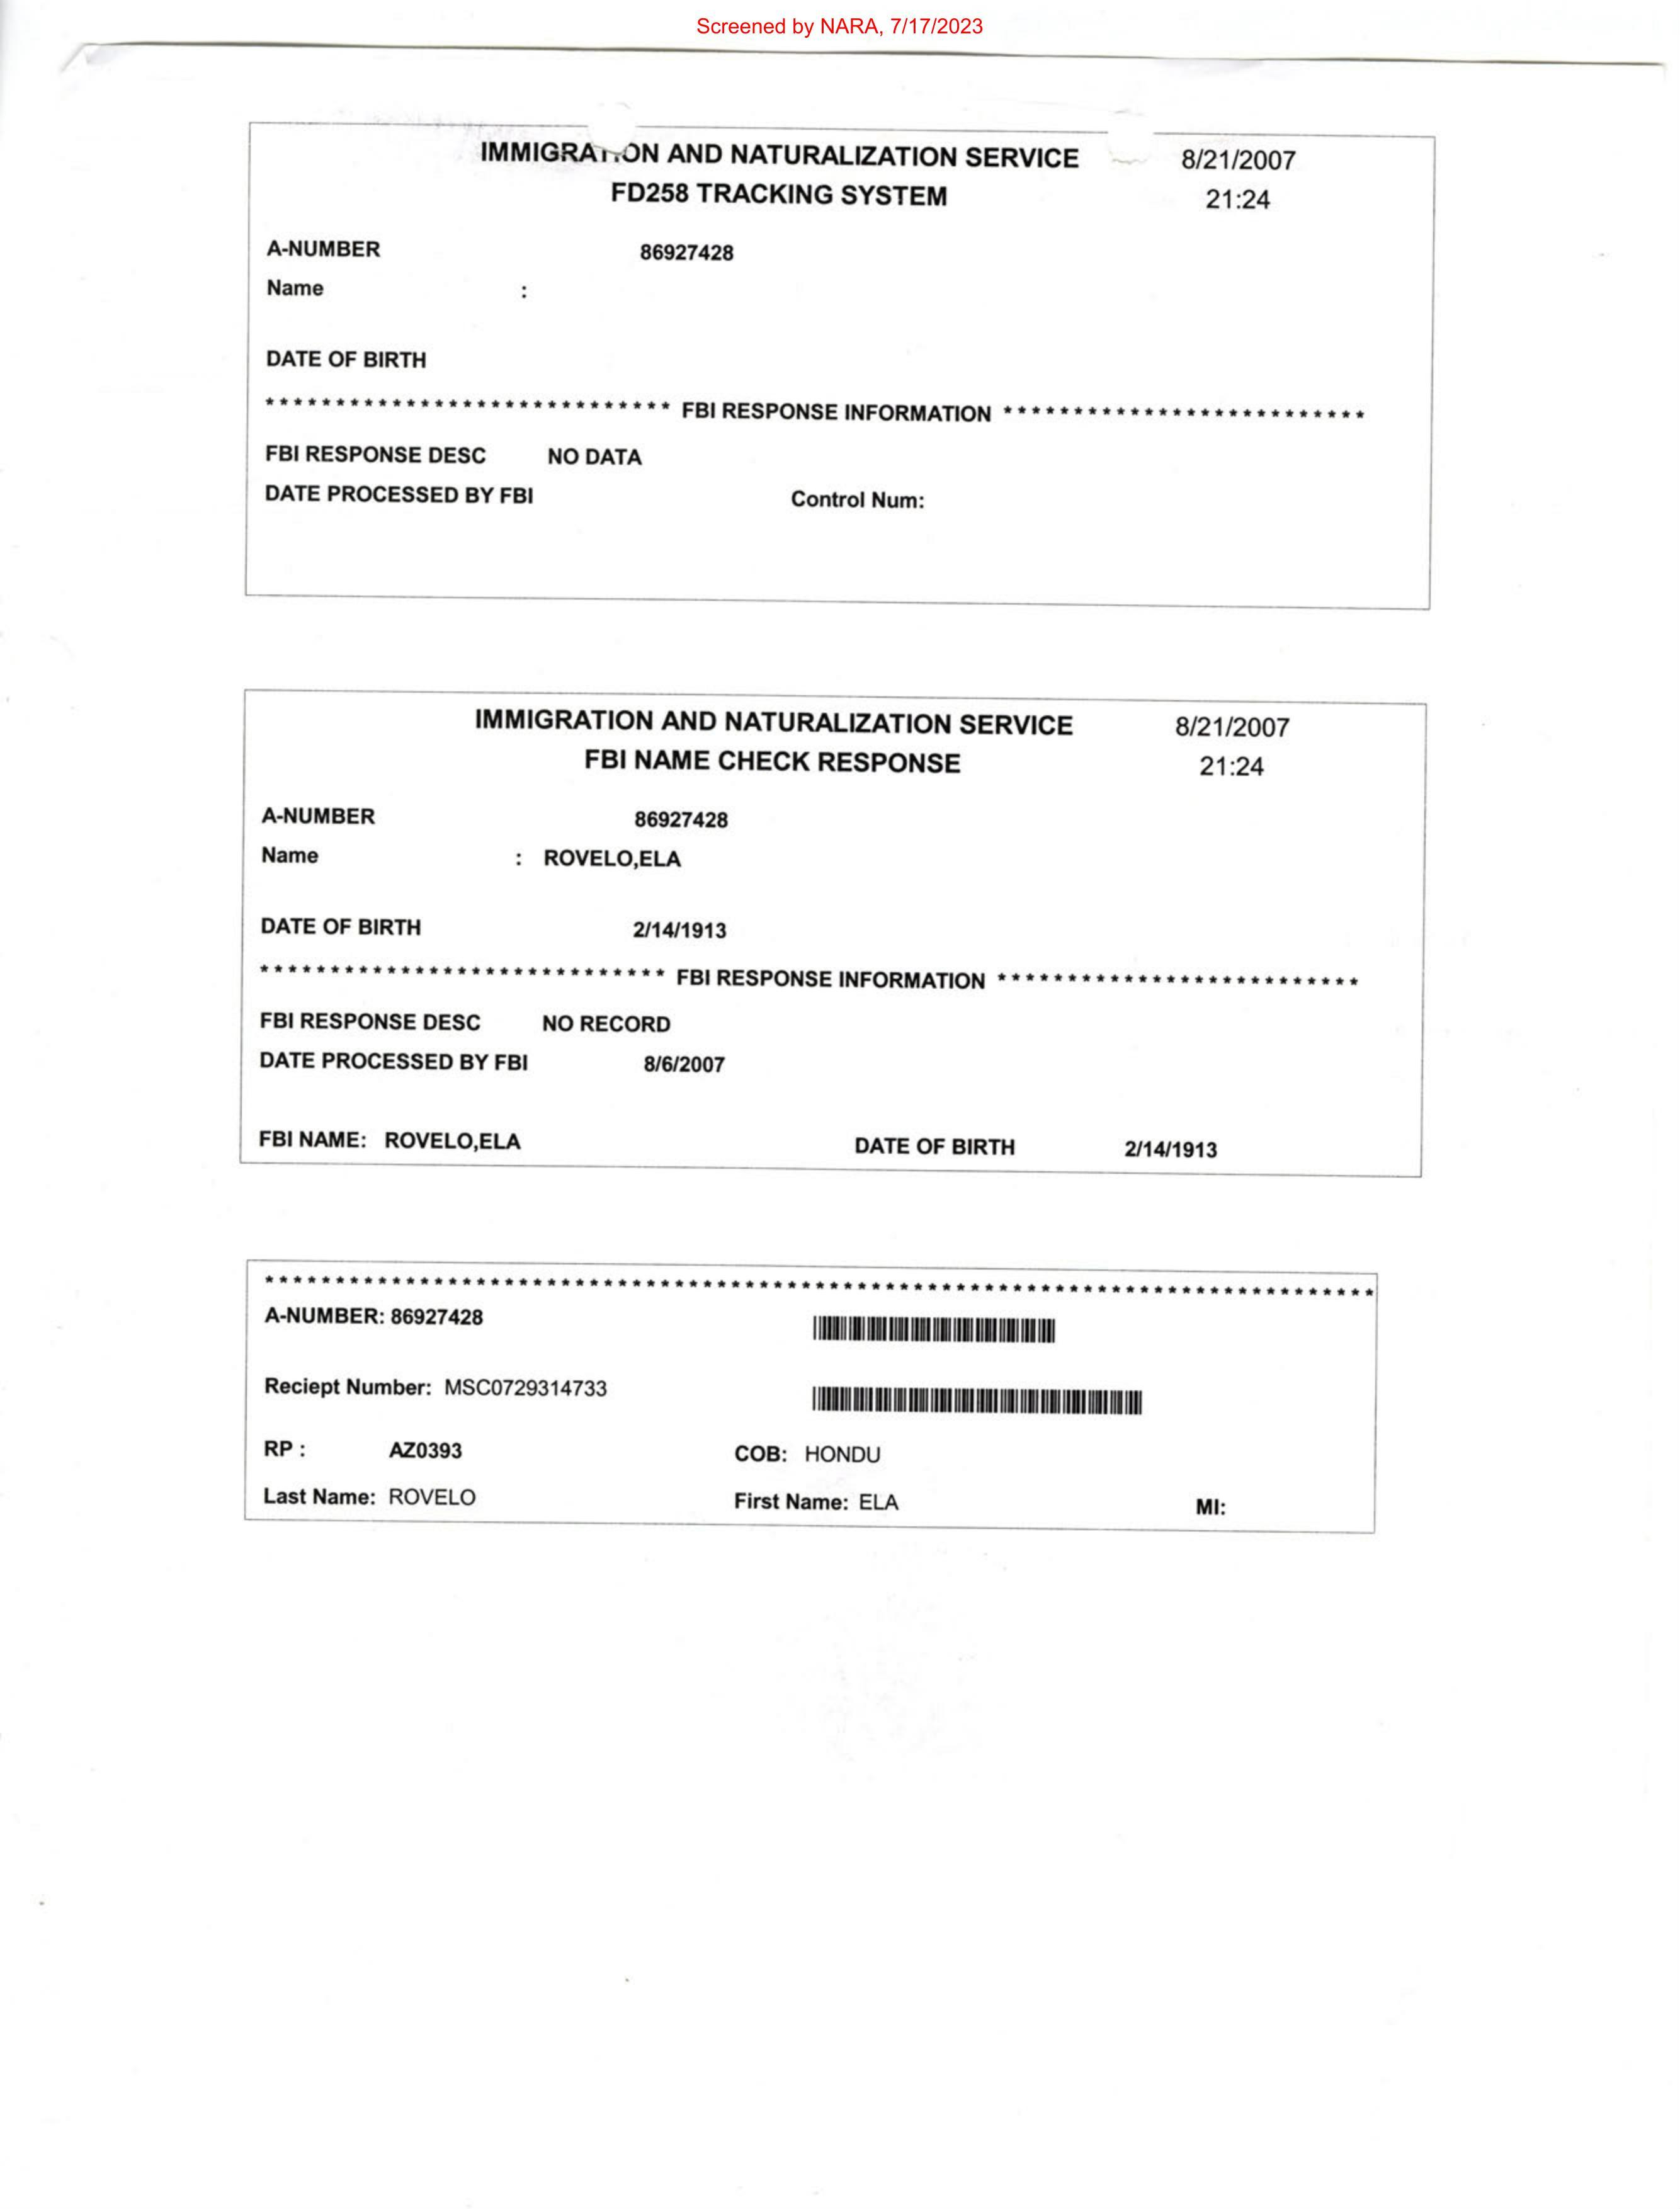 Screened by NARA, 7/17/2023
IMMIGRATION AND NATURALIZATION SERVICE 8/21/2007
FD258 TRACKING SYSTEM 21:24
A-NUMBER 86927428
Name :
DATE OF BIRTH
***************************** FBI RESPONSE INFORMATION **************************
FBI RESPONSE DESC NO DATA
DATE PROCESSED BY FBI Control Num:
IMMIGRATION AND NATURALIZATION SERVICE 8/21/2007
FBI NAME CHECK RESPONSE 21:24
A-NUMBER 86927428
Name : ROVELO,ELA
DATE OF BIRTH 2/14/1913
***************************** FBI RESPONSE INFORMATION **************************
FBI RESPONSE DESC NO RECORD
DATE PROCESSED BY FBI 8/6/2007
FBI NAME: ROVELO,ELA DATE OF BIRTH 2/14/1913
*******************************************************************************
A-NUMBER: 86927428
Reciept Number: MSC0729314733
RP : AZ0393 COB: HONDU
Last Name: ROVELO First Name: ELA MI: